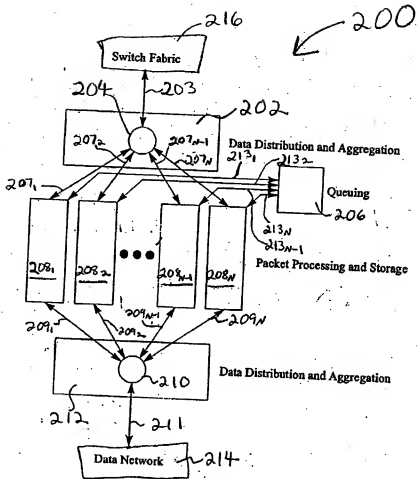 216
200
Switch Fabric
204
203
202
207₂
207N-1
207N
Data Distribution and Aggregation
213₁
213₂
207₁
Queuing
206
213N
213N-1
Packet Processing and Storage
208₁
208₂
208N-1
208N
209₁
209₂
209N-1
209N
210
Data Distribution and Aggregation
212
211
Data Network
214